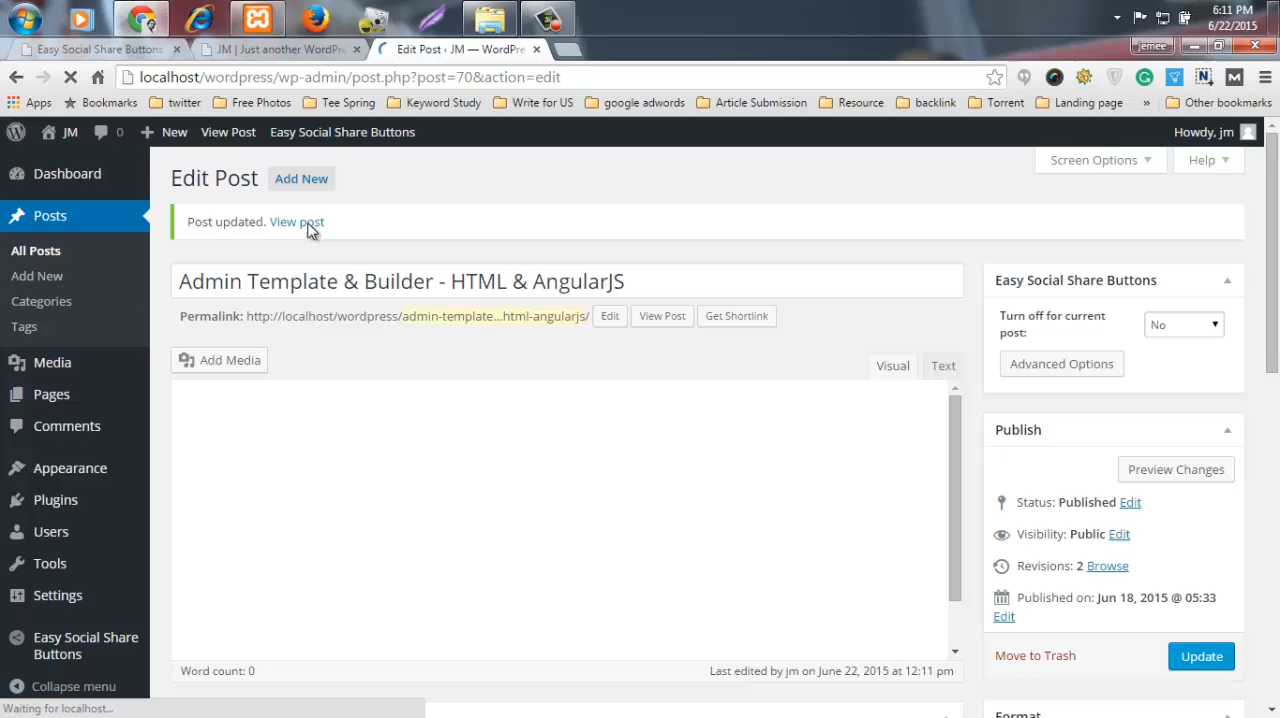 6:11 PM
6/22/2015
Easy Social Share Buttons
JM | Just another WordPre
Edit Post ‹ JM — WordPre
jemee
localhost/wordpress/wp-admin/post.php?post=70&action=edit
Apps
Bookmarks
twitter
Free Photos
Tee Spring
Keyword Study
Write for US
google adwords
Article Submission
Resource
backlink
Torrent
Landing page
»
Other bookmarks
JM
0
New
View Post
Easy Social Share Buttons
Howdy, jm
Dashboard
Posts
All Posts
Add New
Categories
Tags
Media
Pages
Comments
Appearance
Plugins
Users
Tools
Settings
Easy Social Share
Buttons
Collapse menu
Waiting for localhost...
Screen Options
Help
Edit Post
Add New
Post updated. View post
Admin Template & Builder - HTML & AngularJS
Permalink: http://localhost/wordpress/admin-template...html-angularjs/
Edit
View Post
Get Shortlink
Add Media
Visual
Text
Word count: 0
Last edited by jm on June 22, 2015 at 12:11 pm
Easy Social Share Buttons
Turn off for current
post:
No
Advanced Options
Publish
Preview Changes
Status: Published Edit
Visibility: Public Edit
Revisions: 2 Browse
Published on: Jun 18, 2015 @ 05:33
Edit
Move to Trash
Update
Format